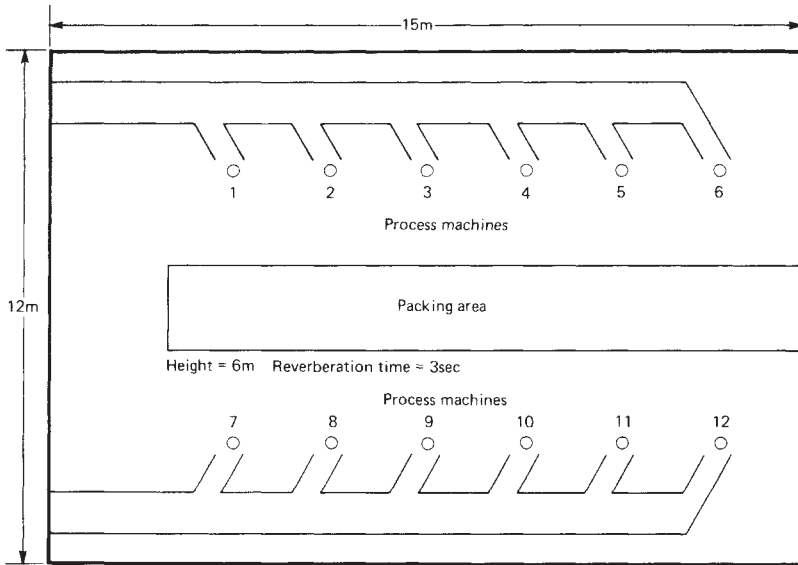 15m
1 2 3 4 5 6
Process machines
12m
Packing area
Height = 6m Reverberation time = 3sec
Process machines
7 8 9 10 11 12